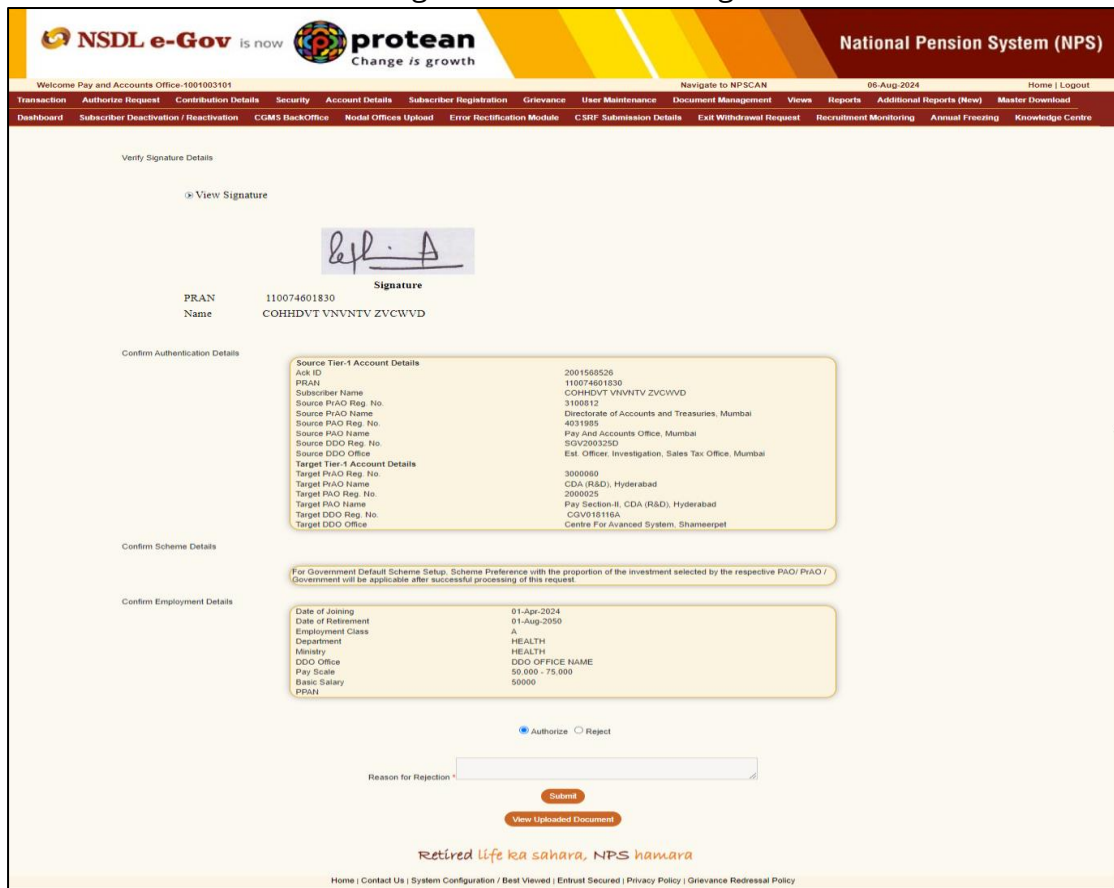 NSDL e-Gov is now protean
Change is growth
National Pension System (NPS)
Welcome Pay and Accounts Office-1001003101 Navigate to NPSCAN 06-Aug-2024 Home | Logout
Transaction Authorize Request Contribution Details Security Account Details Subscriber Registration Grievance User Maintenance Document Management Views Reports Additional Reports (New) Master Download
Dashboard Subscriber Deactivation / Reactivation CGMS BackOffice Nodal Offices Upload Error Rectification Module CSRF Submission Details Exit Withdrawal Request Recruitment Monitoring Annual Freezing Knowledge Centre
Verify Signature Details
View Signature
Signature
PRAN 110074601830
Name COHHDVT VNVNTV ZVCWVD
Confirm Authentication Details
Source Tier-1 Account Details
Ack ID 2001568526
PRAN 110074601830
Subscriber Name COHHDVT VNVNTV ZVCWVD
Source PrAO Reg. No. 3100812
Source PrAO Name Directorate of Accounts and Treasuries, Mumbai
Source PAO Reg. No. 4031985
Source PAO Name Pay And Accounts Office, Mumbai
Source DDO Reg. No. SGV200325D
Source DDO Office Est. Officer, Investigation, Sales Tax Office, Mumbai
Target Tier-1 Account Details
Target PrAO Reg. No. 3000060
Target PrAO Name CDA (R&D), Hyderabad
Target PAO Reg. No. 2000025
Target PAO Name Pay Section-II, CDA (R&D), Hyderabad
Target DDO Reg. No. CGV018116A
Target DDO Office Centre For Avanced System, Shameerpet
Confirm Scheme Details
For Government Default Scheme Setup, Scheme Preference with the proportion of the investment selected by the respective PAO/ PrAO /
Government will be applicable after successful processing of this request.
Confirm Employment Details
Date of Joining 01-Apr-2024
Date of Retirement 01-Aug-2050
Employment Class A
Department HEALTH
Ministry HEALTH
DDO Office DDO OFFICE NAME
Pay Scale 50,000 - 75,000
Basic Salary 50000
PPAN
Authorize Reject
Reason for Rejection *
Submit
View Uploaded Document
Retired life ka sahara, NPS hamara
Home | Contact Us | System Configuration / Best Viewed | Entrust Secured | Privacy Policy | Grievance Redressal Policy